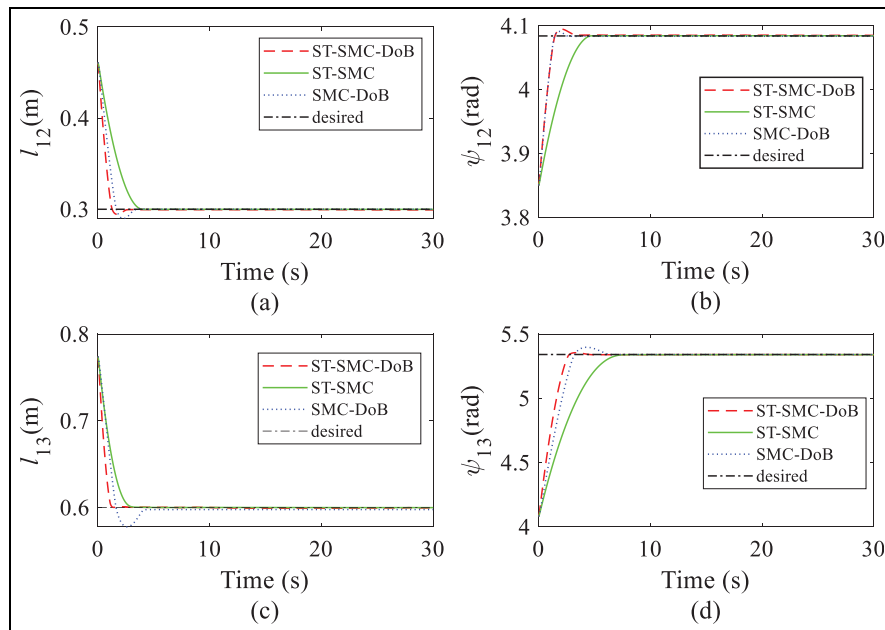 0.5
0.4
0.3
l12(m)
ST-SMC-DoB
ST-SMC
SMC-DoB
desired
0 10 20 30
Time (s)
(a)
4.1
4
3.9
3.8
ψ12(rad)
ST-SMC-DoB
ST-SMC
SMC-DoB
desired
0 10 20 30
Time (s)
(b)
0.8
0.7
0.6
l13(m)
ST-SMC-DoB
ST-SMC
SMC-DoB
desired
0 10 20 30
Time (s)
(c)
5.5
5
4.5
4
ψ13(rad)
ST-SMC-DoB
ST-SMC
SMC-DoB
desired
0 10 20 30
Time (s)
(d)